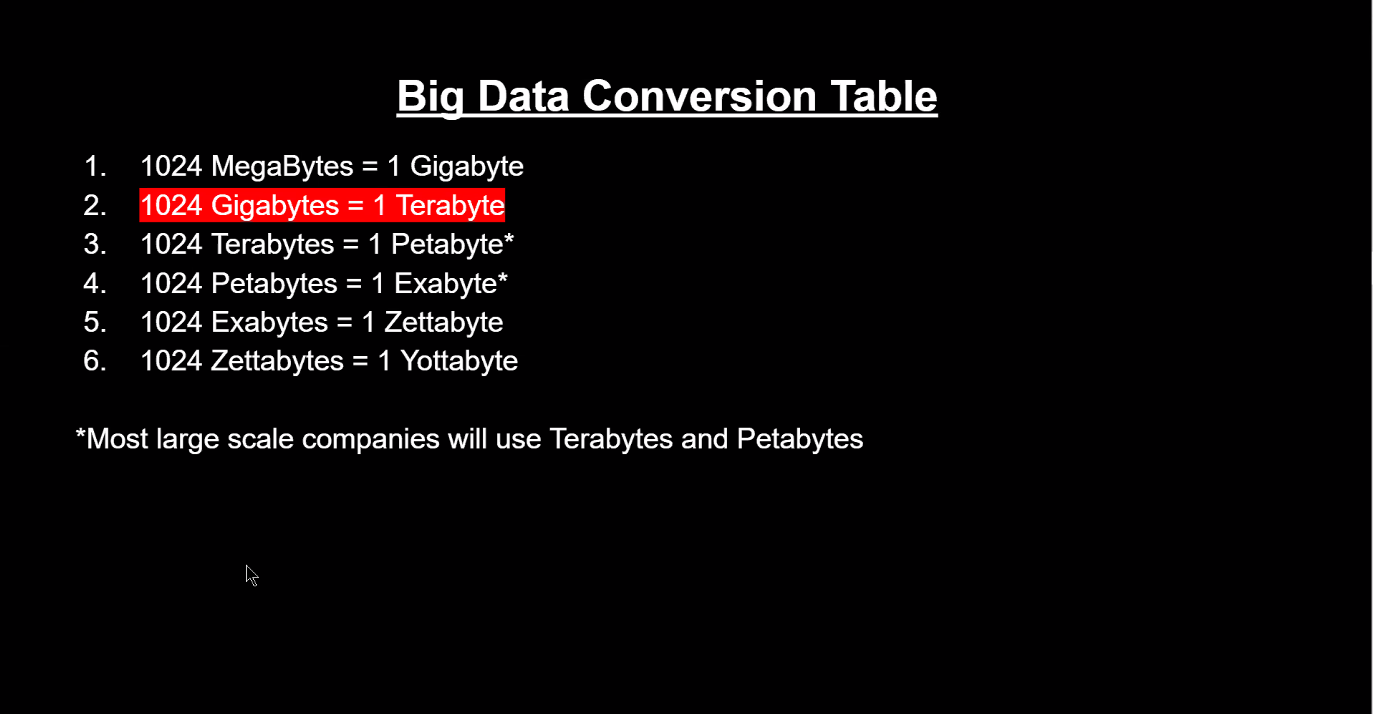 Big Data Conversion Table
1. 1024 MegaBytes = 1 Gigabyte
2. 1024 Gigabytes = 1 Terabyte
3. 1024 Terabytes = 1 Petabyte*
4. 1024 Petabytes = 1 Exabyte*
5. 1024 Exabytes = 1 Zettabyte
6. 1024 Zettabytes = 1 Yottabyte
*Most large scale companies will use Terabytes and Petabytes